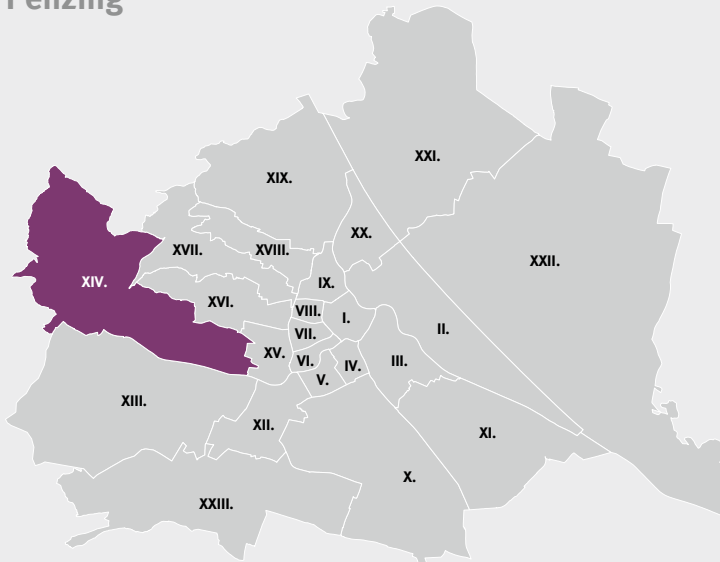 Penzing
XXI.
XIX.
XX.
XVII.
XVIII.
XXII.
XIV.
IX.
XVI.
VIII.
I.
II.
VII.
XV.
VI.
IV.
III.
V.
XIII.
XII.
XI.
X.
XXIII.